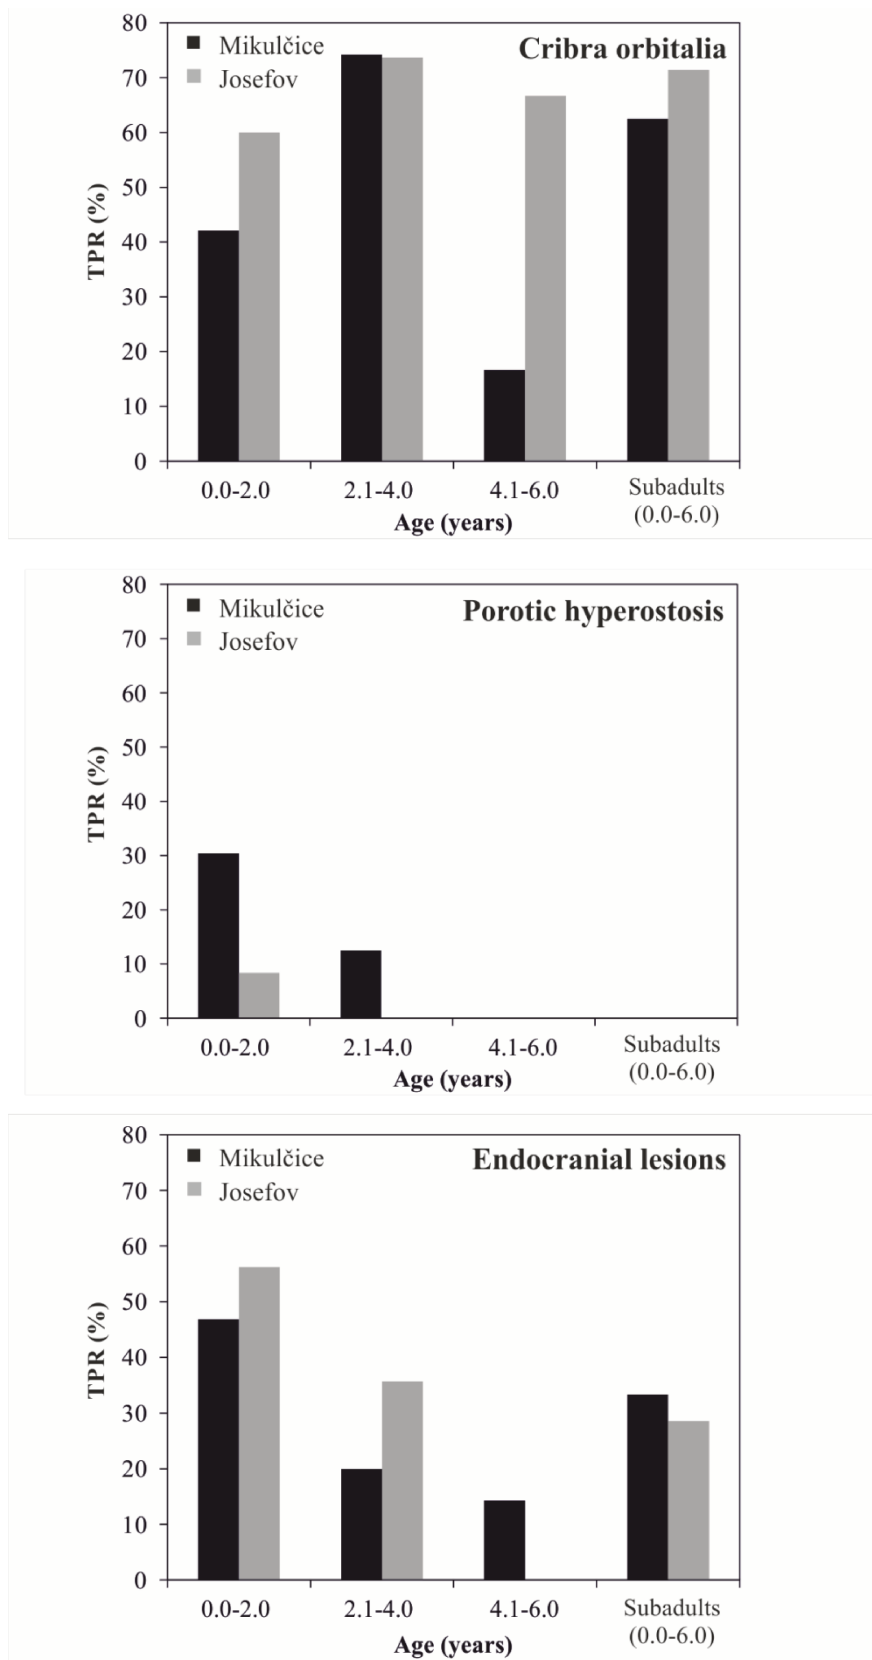 80
Mikulčice
Cribra orbitalia
Josefov
70
60
50
TPR (%)
40
30
20
10
0
0.0-2.0
2.1-4.0
4.1-6.0
Subadults
(0.0-6.0)
Age (years)
80
Mikulčice
Porotic hyperostosis
Josefov
70
60
50
TPR (%)
40
30
20
10
0
0.0-2.0
2.1-4.0
4.1-6.0
Subadults
(0.0-6.0)
Age (years)
80
Mikulčice
Endocranial lesions
Josefov
70
60
50
TPR (%)
40
30
20
10
0
0.0-2.0
2.1-4.0
4.1-6.0
Subadults
(0.0-6.0)
Age (years)